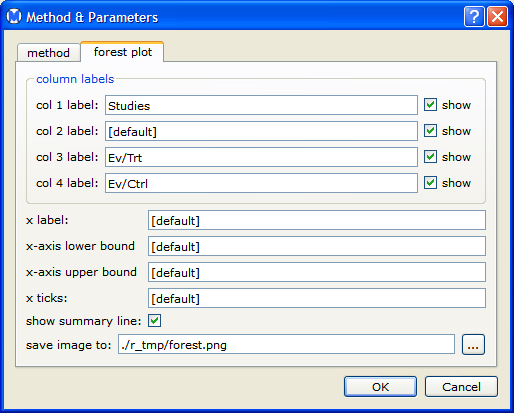 Method & Parameters
method forest plot
column labels
col 1 label: Studies show
col 2 label: [default] show
col 3 label: Ev/Trt show
col 4 label: Ev/Ctrl show
x label: [default]
x-axis lower bound [default]
x-axis upper bound [default]
x ticks: [default]
show summary line:
save image to: ./r_tmp/forest.png ...
OK Cancel